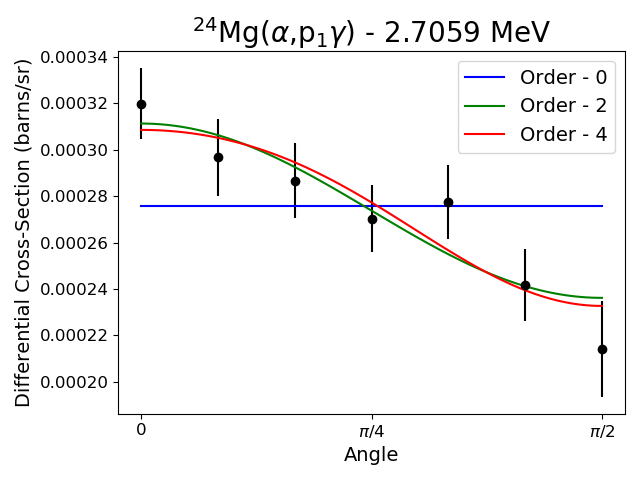 ²⁴Mg(α,p₁γ) - 2.7059 MeV
Order - 0
Order - 2
Order - 4
Differential Cross-Section (barns/sr)
0.00034
0.00032
0.00030
0.00028
0.00026
0.00024
0.00022
0.00020
0
π/4
π/2
Angle